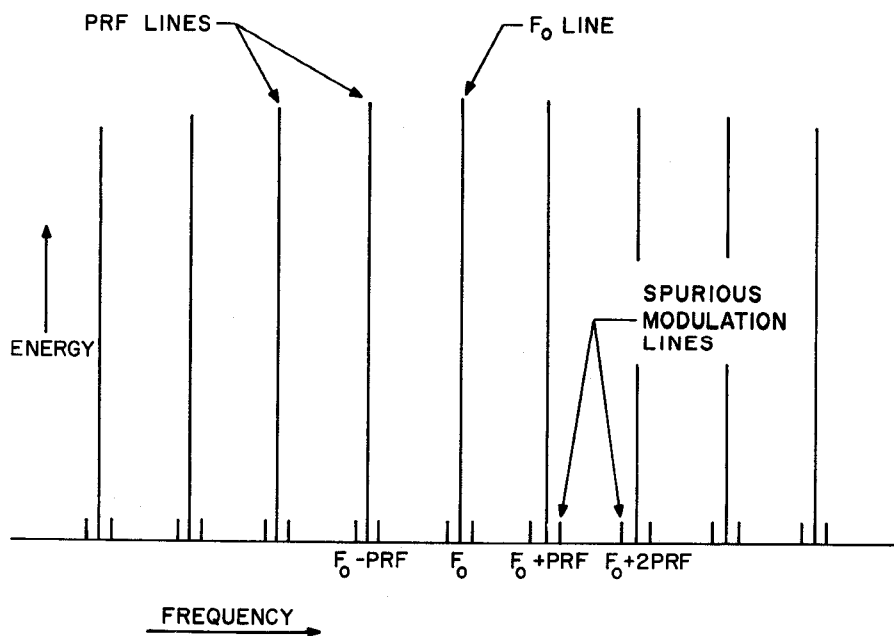 PRF LINES
F₀ LINE
SPURIOUS
MODULATION
LINES
ENERGY
F₀-PRF
F₀
F₀+PRF
F₀+2PRF
FREQUENCY